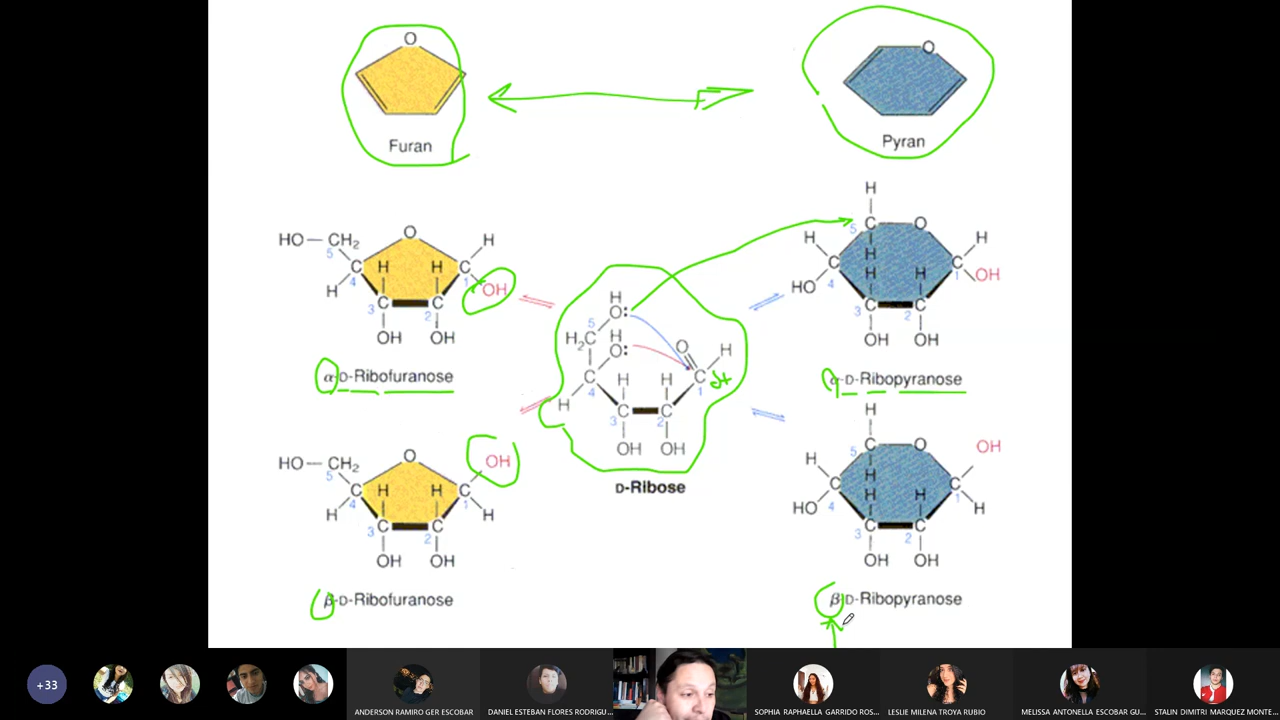 O
O
Furan
Pyran
H
HO—CH₂
O
H
5
C
O
H
5
H
H
H
H
C
C
C
H
C
4
1
OH
HO
4
H
H
1
OH
H
C
C
C
C
3
2
3
2
OH
OH
OH
OH
α-D-Ribofuranose
α-D-Ribopyranose
H
O:
5
H₂C
H
O:
O
H
C
H
H
C
4
1
H
C
C
3
2
OH
OH
D-Ribose
HO—CH₂
O
OH
5
H
C
O
OH
5
H
H
H
H
C
C
C
H
C
4
1
HO
4
H
H
1
H
H
H
C
C
C
C
3
2
3
2
OH
OH
OH
OH
β-D-Ribofuranose
β-D-Ribopyranose
+33
ANDERSON RAMIRO GER ESCOBAR
DANIEL ESTEBAN FLORES RODRIGU...
SOPHIA RAPHAELLA GARRIDO ROS...
LESLIE MILENA TROYA RUBIO
MELISSA ANTONELLA ESCOBAR GU...
STALIN DIMITRI MARQUEZ MONTE...